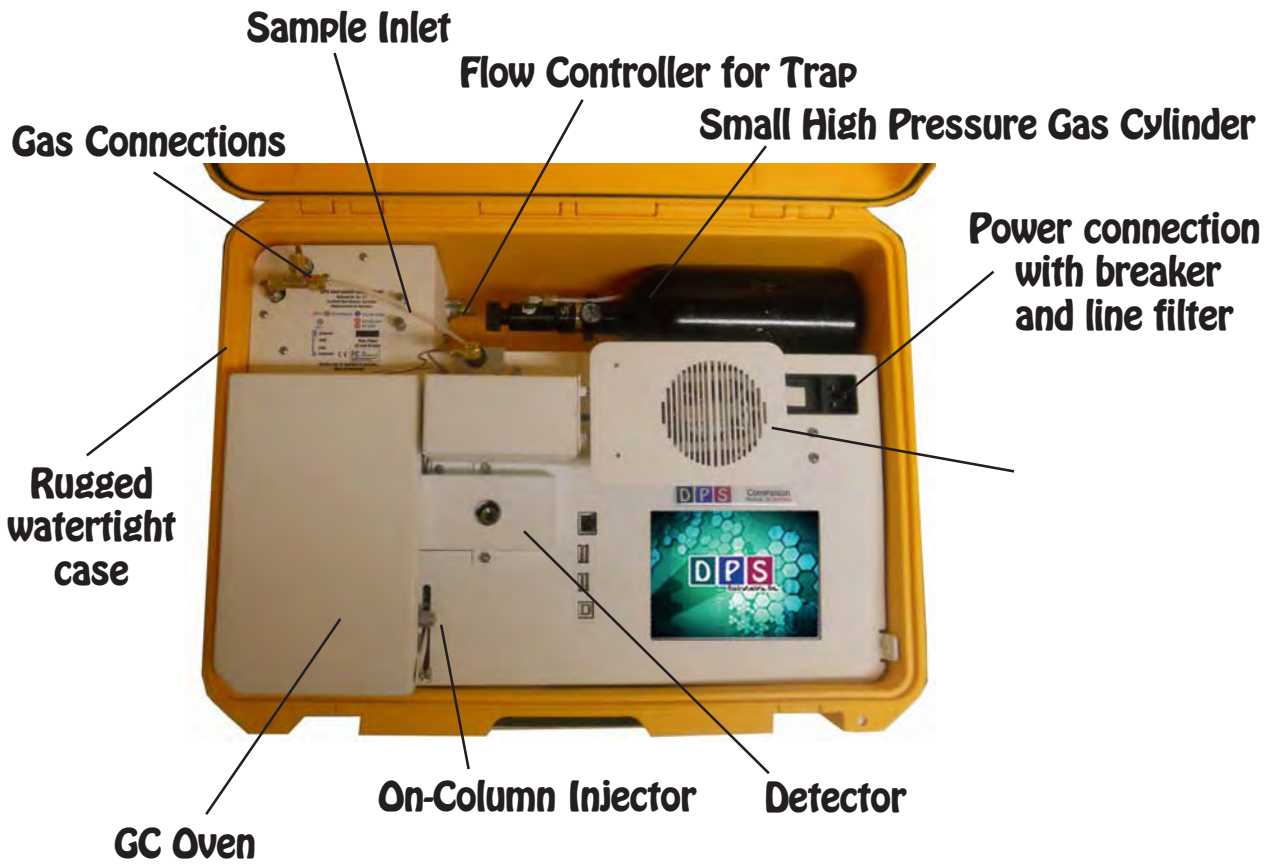 Sample Inlet
Flow Controller for Trap
Small High Pressure Gas Cylinder
Gas Connections
Power connection
with breaker
and line filter
Rugged
watertight
case
DPS Companion
DPS
On-Column Injector
Detector
GC Oven